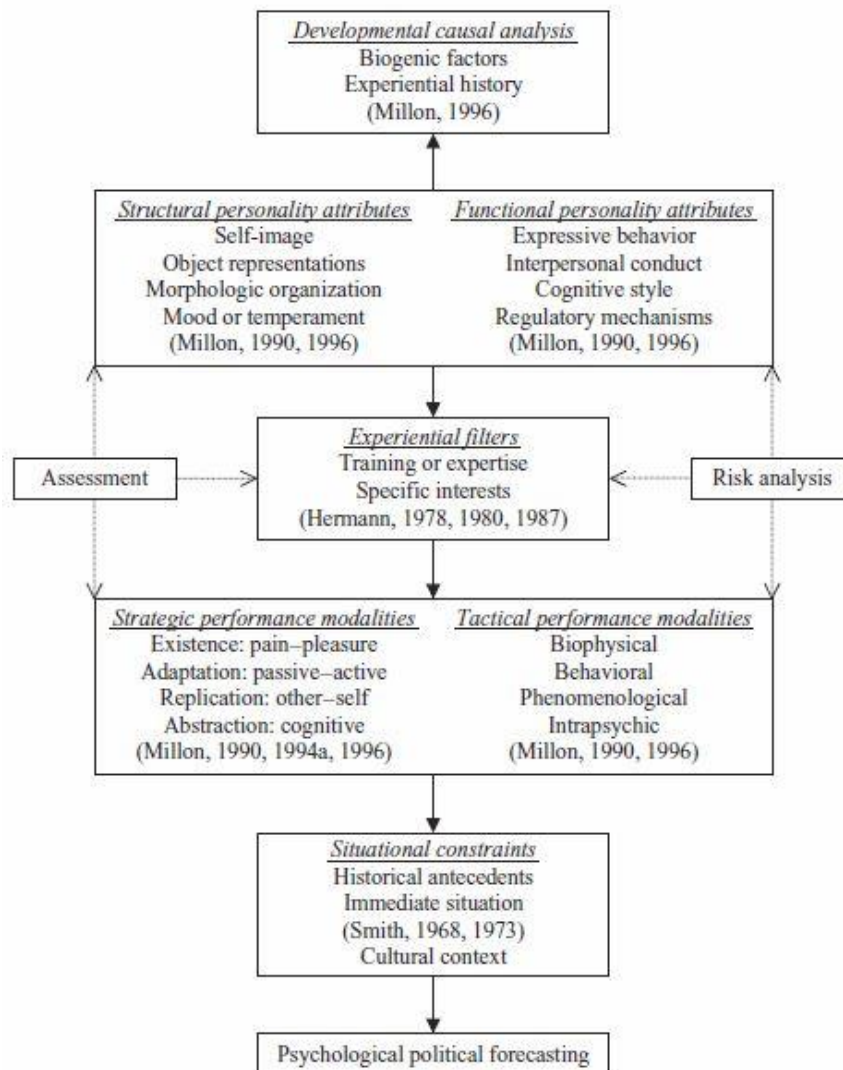 Developmental causal analysis
Biogenic factors
Experiential history
(Millon, 1996)
Structural personality attributes
Self-image
Object representations
Morphologic organization
Mood or temperament
(Millon, 1990, 1996)
Functional personality attributes
Expressive behavior
Interpersonal conduct
Cognitive style
Regulatory mechanisms
(Millon, 1990, 1996)
Assessment
Experiential filters
Training or expertise
Specific interests
(Hermann, 1978, 1980, 1987)
Risk analysis
Strategic performance modalities
Existence: pain–pleasure
Adaptation: passive–active
Replication: other–self
Abstraction: cognitive
(Millon, 1990, 1994a, 1996)
Tactical performance modalities
Biophysical
Behavioral
Phenomenological
Intrapsychic
(Millon, 1990, 1996)
Situational constraints
Historical antecedents
Immediate situation
(Smith, 1968, 1973)
Cultural context
Psychological political forecasting